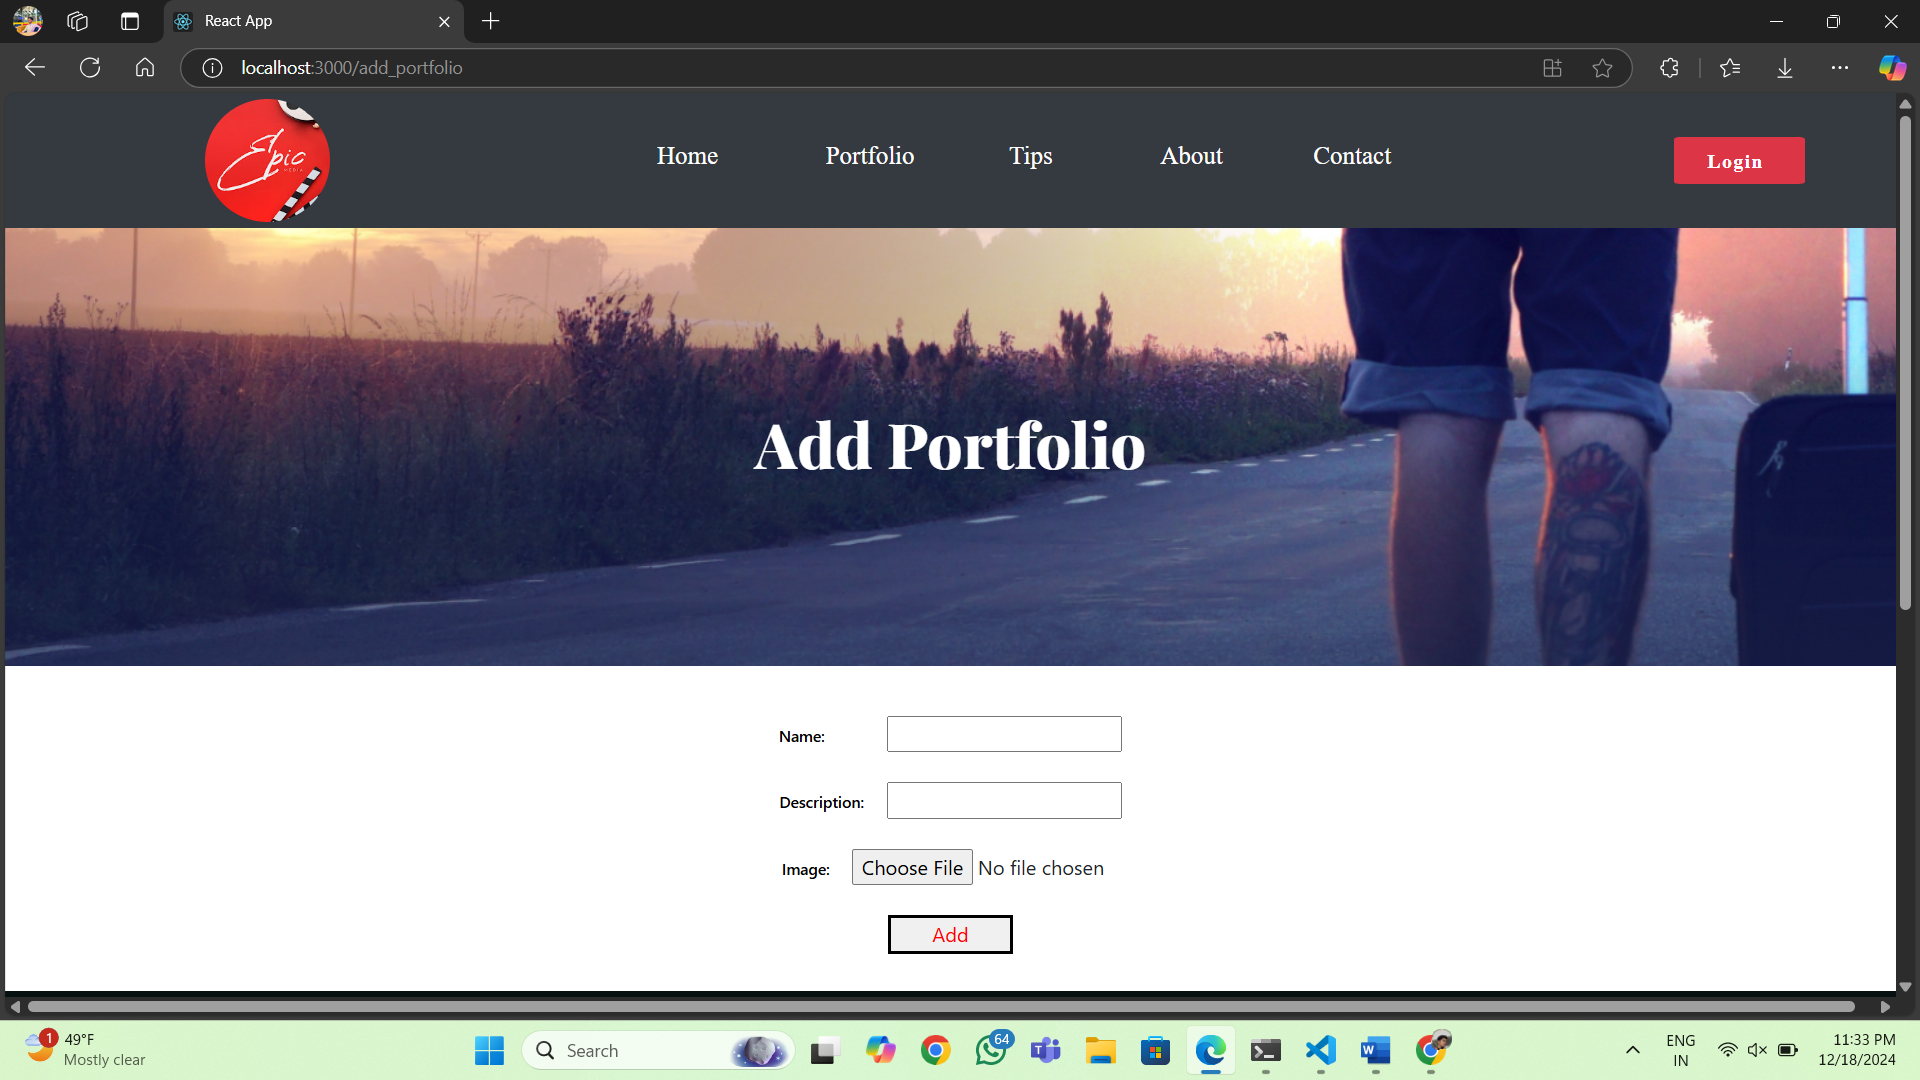 React App
localhost:3000/add_portfolio
Epic
MEDIA
Home Portfolio Tips About Contact Login
Add Portfolio
Name:
Description:
Image: Choose File No file chosen
Add
1 49°F
Mostly clear
Search
64
ENG
IN
11:33 PM
12/18/2024